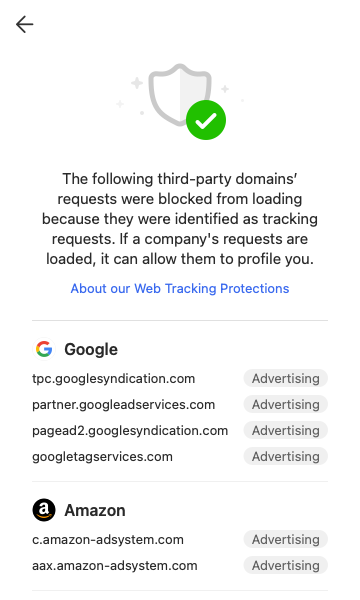 The following third-party domains’
requests were blocked from loading
because they were identified as tracking
requests. If a company's requests are
loaded, it can allow them to profile you.
About our Web Tracking Protections
Google
tpc.googlesyndication.com Advertising
partner.googleadservices.com Advertising
pagead2.googlesyndication.com Advertising
googletagservices.com Advertising
Amazon
c.amazon-adsystem.com Advertising
aax.amazon-adsystem.com Advertising